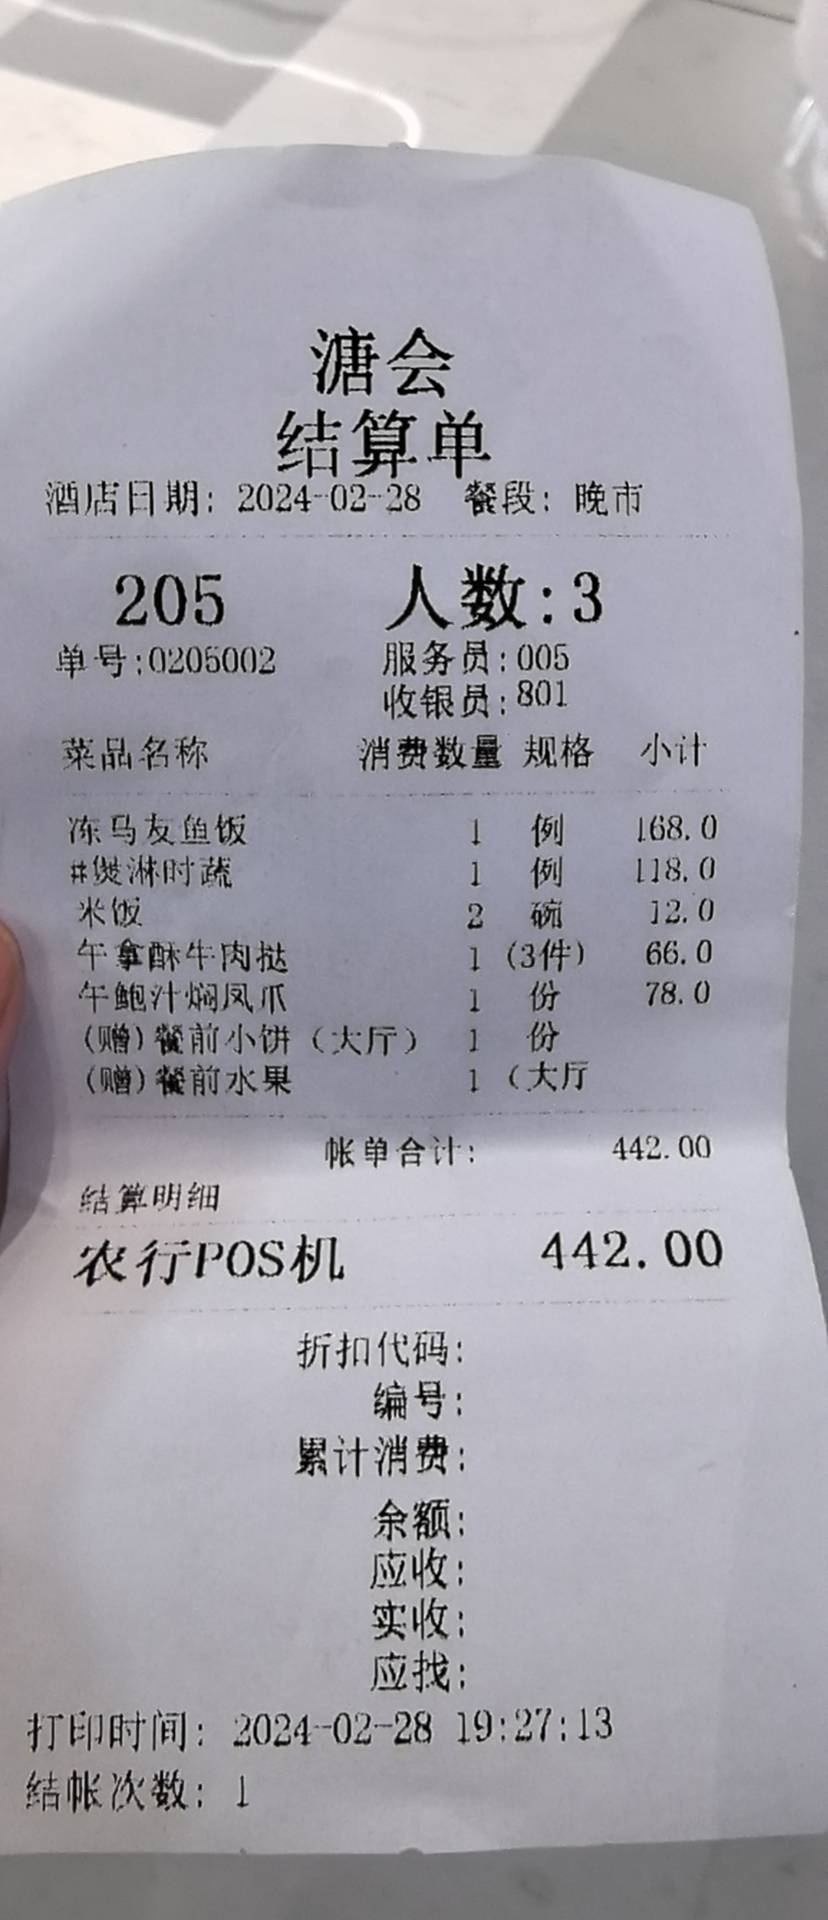 溏会
结算单
酒店日期: 2024-02-28 餐段: 晚市
205 人数:3
单号:0205002 服务员:005
收银员:801
菜品名称 消费数量 规格 小计
冻马友鱼饭 1 例 168.0
#煲淋时蔬 1 例 118.0
米饭 2 碗 12.0
午拿酥牛肉挞 1 (3件) 66.0
午鲍汁焖凤爪 1 份 78.0
(赠)餐前小饼(大厅) 1 份
(赠)餐前水果 1 (大厅
帐单合计: 442.00
结算明细
农行POS机 442.00
折扣代码:
编号:
累计消费:
余额:
应收:
实收:
应找:
打印时间: 2024-02-28 19:27:13
结帐次数: 1